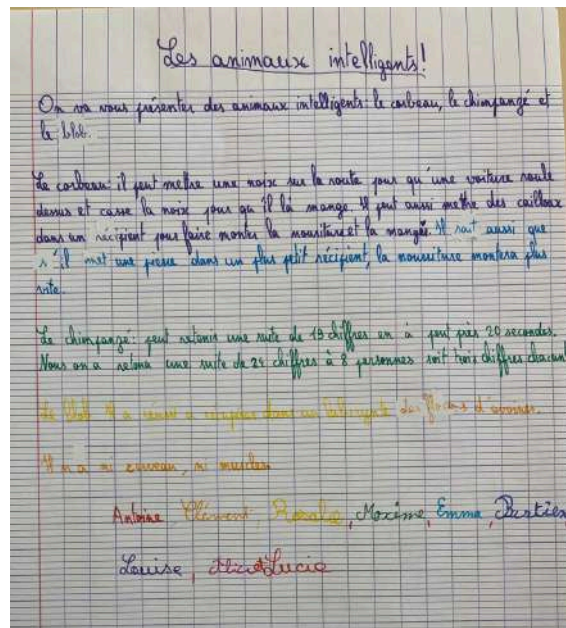 Les animaux intelligents!
On va vous présenter des animaux intelligents: le corbeau, le chimpanzé et
le blob.
Le corbeau: il peut mettre une noix sur la route pour qu'une voiture roule
dessus et casse la noix pour qu'il la mange. Il peut aussi mettre des cailloux
dans un récipient pour faire monter la nourriture et la manger. Il sait aussi que
s'il met une pierre dans un plus petit récipient, la nourriture montera plus
vite.
Le chimpanzé: peut retenir une suite de 19 chiffres en à peut près 20 secondes.
Nous on a retenu une suite de 24 chiffres à 8 personnes soit trois chiffres chacun
Le blob Il a réussi a récupérer dans un labyrinthe des flocons d'avoines.
Il n a ni cerveau, ni muscles
Antoine, Clément, Rosalie, Maxime, Emma, Bastien
Louise, Alice Lucie